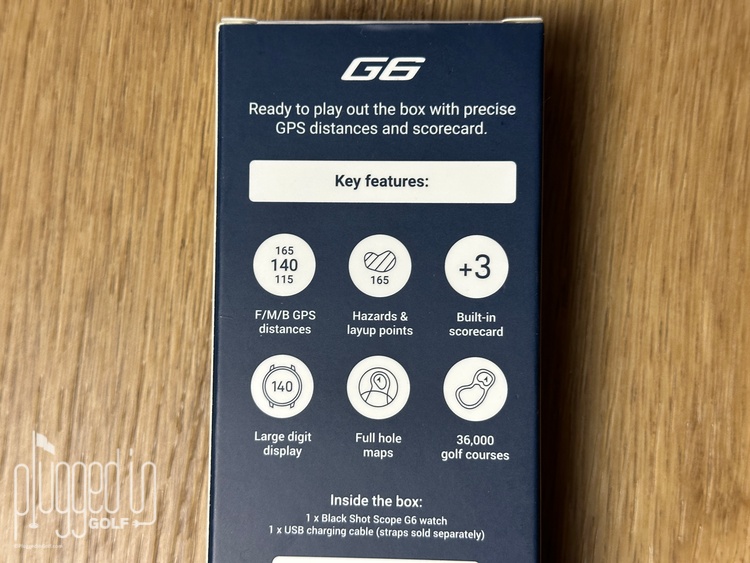 G6
Ready to play out the box with precise
GPS distances and scorecard.
Key features:
165
140
115
F/M/B GPS
distances
165
Hazards &
layup points
+3
Built-in
scorecard
140
Large digit
display
Full hole
maps
36,000
golf courses
Inside the box:
1 x Black Shot Scope G6 watch
1 x USB charging cable (straps sold separately)
plugged in
GOLF